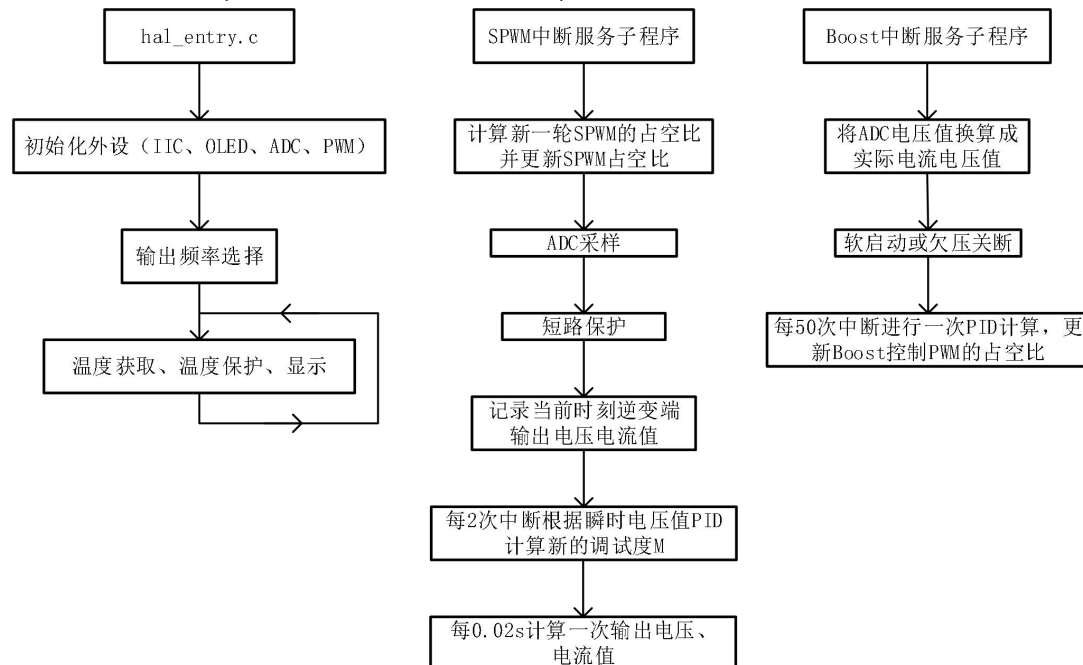 hal_entry.c
初始化外设（IIC、OLED、ADC、PWM）
输出频率选择
温度获取、温度保护、显示
SPWM中断服务子程序
计算新一轮SPWM的占空比
并更新SPWM占空比
ADC采样
短路保护
记录当前时刻逆变端
输出电压电流值
每2次中断根据瞬时电压值PID
计算新的调试度M
每0.02s计算一次输出电压、
电流值
Boost中断服务子程序
将ADC电压值换算成
实际电流电压值
软启动或欠压关断
每50次中断进行一次PID计算，更
新Boost控制PWM的占空比